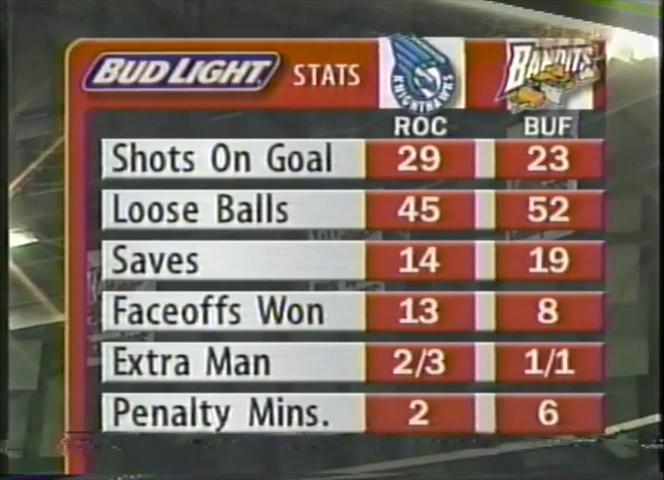 BUD LIGHT STATS
KNIGHTHAWKS
BANDITS
ROC BUF
Shots On Goal 29 23
Loose Balls 45 52
Saves 14 19
Faceoffs Won 13 8
Extra Man 2/3 1/1
Penalty Mins. 2 6